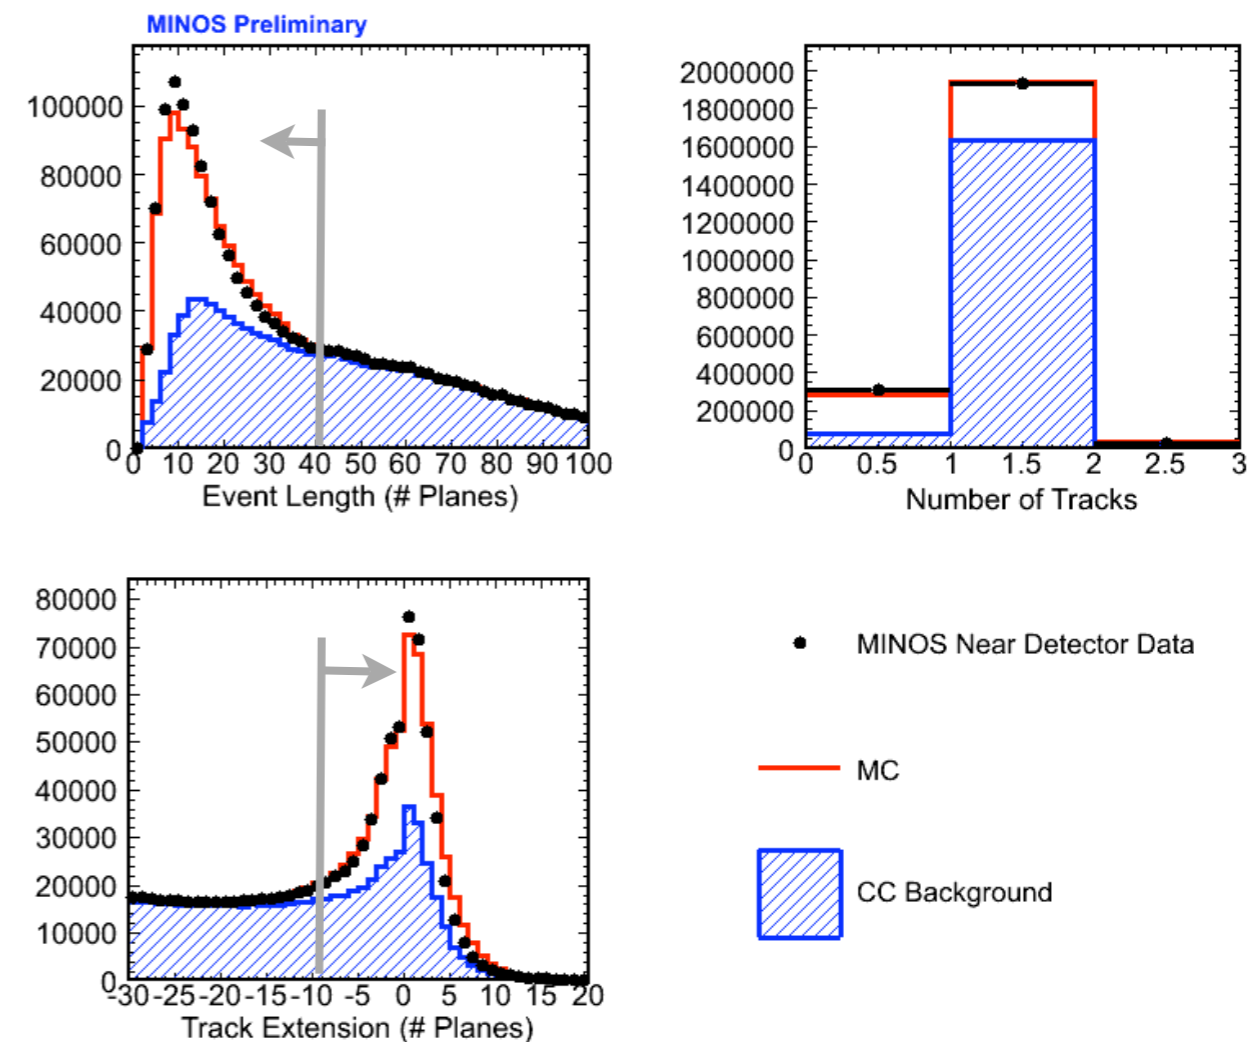 MINOS Preliminary
100000
80000
60000
40000
20000
0
0 10 20 30 40 50 60 70 80 90 100
Event Length (# Planes)
2000000
1800000
1600000
1400000
1200000
1000000
800000
600000
400000
200000
0
0 0.5 1 1.5 2 2.5 3
Number of Tracks
80000
70000
60000
50000
40000
30000
20000
10000
0
-30 -25 -20 -15 -10 -5 0 5 10 15 20
Track Extension (# Planes)
MINOS Near Detector Data
MC
CC Background